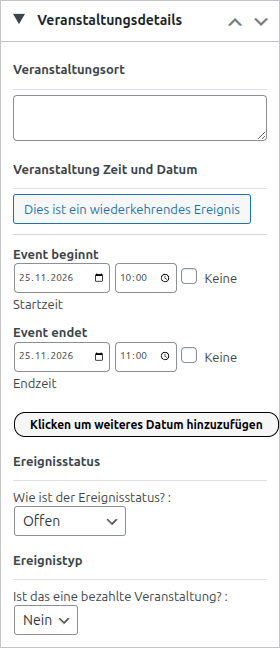 Veranstaltungsdetails
Veranstaltungsort
Veranstaltung Zeit und Datum
Dies ist ein wiederkehrendes Ereignis
Event beginnt
25.11.2026 10:00 Keine
Startzeit
Event endet
25.11.2026 11:00 Keine
Endzeit
Klicken um weiteres Datum hinzuzufügen
Ereignisstatus
Wie ist der Ereignisstatus? :
Offen
Ereignistyp
Ist das eine bezahlte Veranstaltung? :
Nein